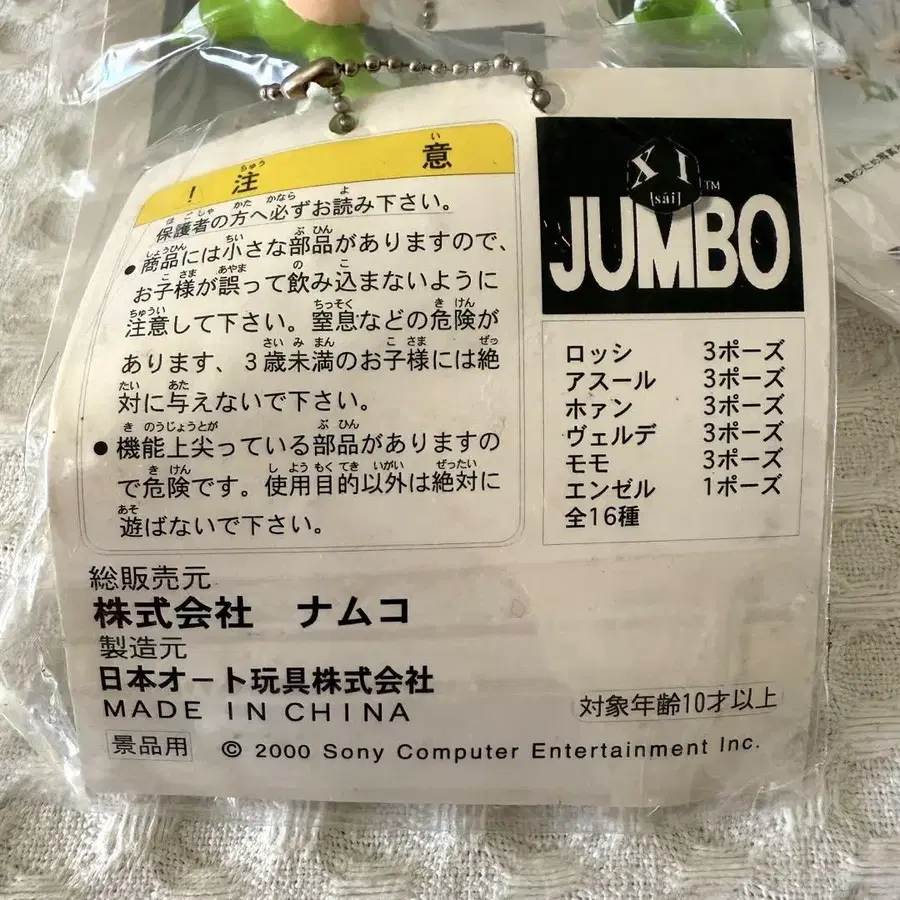 ! 注意
保護者の方へ必ずお読み下さい。
●商品には小さな部品がありますので、
お子様が誤って飲み込まないように
注意して下さい。窒息などの危険が
あります、3歳未満のお子様には絶
対に与えないで下さい。
●機能上尖っている部品がありますの
で危険です。使用目的以外は絶対に
遊ばないで下さい。
XI
[sái]
TM
JUMBO
ロッシ 3ポーズ
アスール 3ポーズ
ホァン 3ポーズ
ヴェルデ 3ポーズ
モモ 3ポーズ
エンゼル 1ポーズ
全16種
総販売元
株式会社 ナムコ
製造元
日本オート玩具株式会社
MADE IN CHINA
対象年齢10才以上
景品用
© 2000 Sony Computer Entertainment Inc.